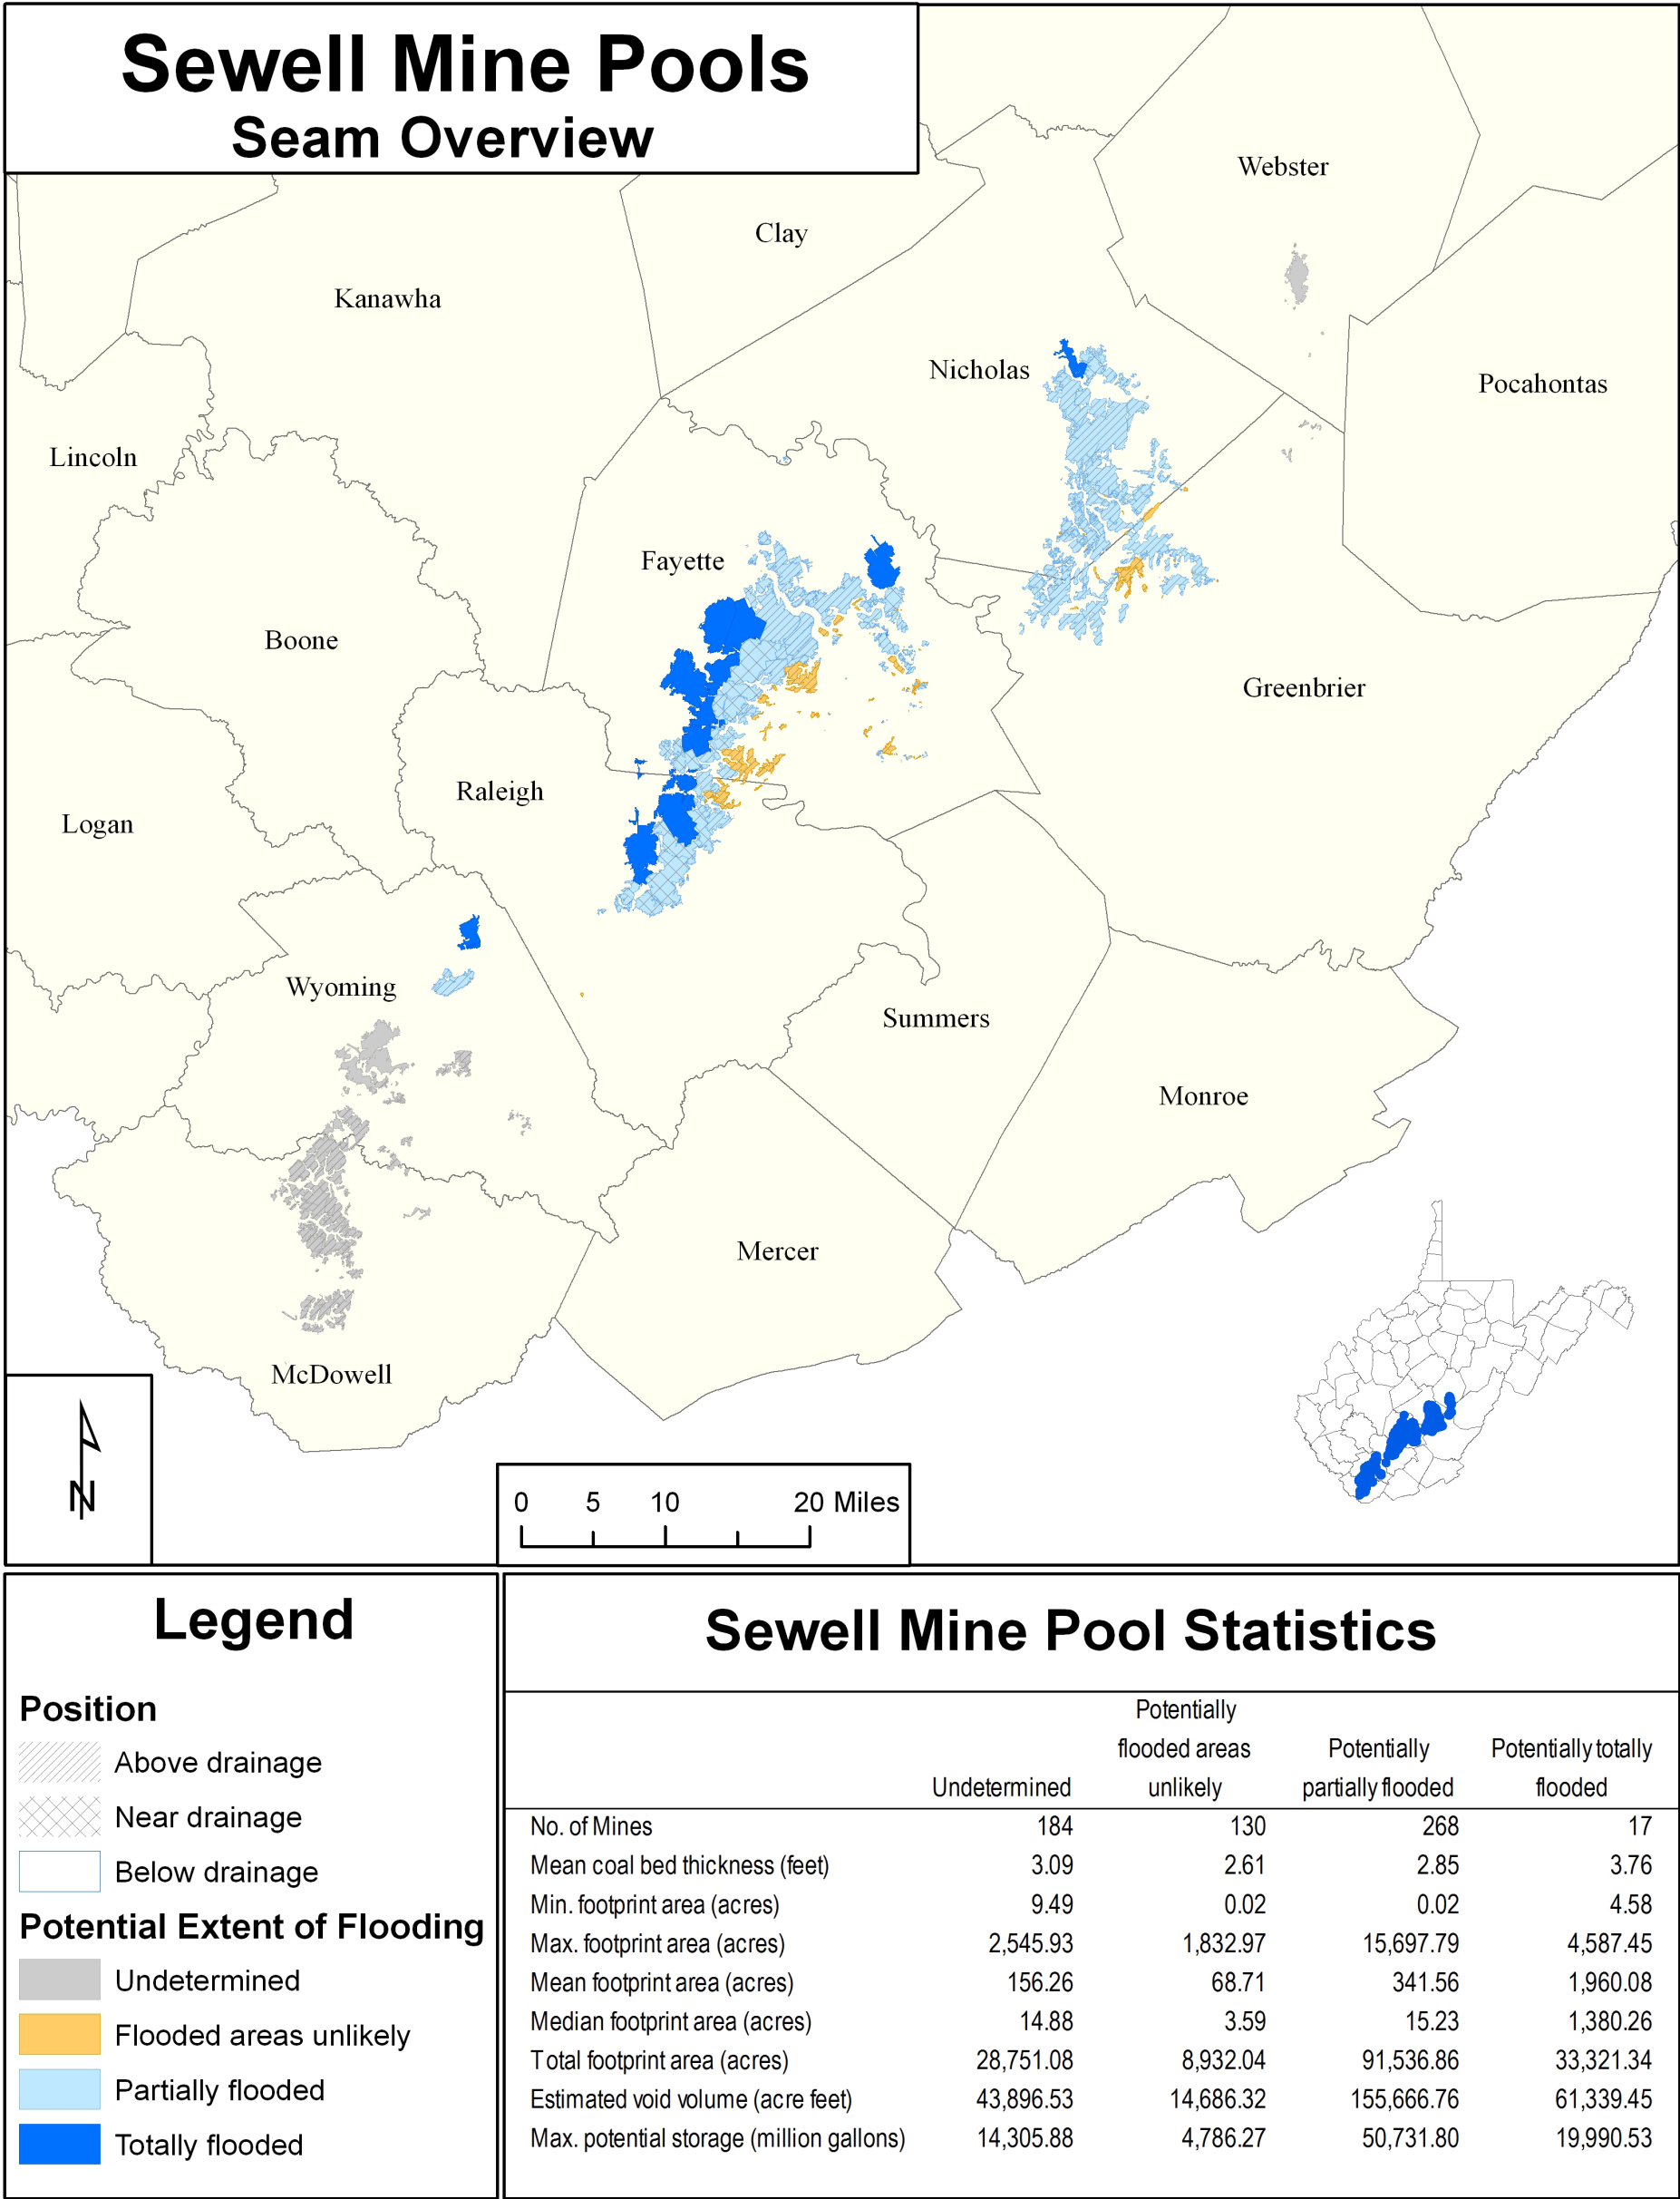 Sewell Mine Pools
Seam Overview
Webster
Clay
Kanawha
Nicholas
Pocahontas
Lincoln
Fayette
Boone
Greenbrier
Raleigh
Logan
Wyoming
Summers
Monroe
Mercer
McDowell
N
0 5 10 20 Miles
Legend
Position
Above drainage
Near drainage
Below drainage
Potential Extent of Flooding
Undetermined
Flooded areas unlikely
Partially flooded
Totally flooded
Sewell Mine Pool Statistics
Potentially
flooded areas Potentially Potentially totally
Undetermined unlikely partially flooded flooded
No. of Mines 184 130 268 17
Mean coal bed thickness (feet) 3.09 2.61 2.85 3.76
Min. footprint area (acres) 9.49 0.02 0.02 4.58
Max. footprint area (acres) 2,545.93 1,832.97 15,697.79 4,587.45
Mean footprint area (acres) 156.26 68.71 341.56 1,960.08
Median footprint area (acres) 14.88 3.59 15.23 1,380.26
Total footprint area (acres) 28,751.08 8,932.04 91,536.86 33,321.34
Estimated void volume (acre feet) 43,896.53 14,686.32 155,666.76 61,339.45
Max. potential storage (million gallons) 14,305.88 4,786.27 50,731.80 19,990.53